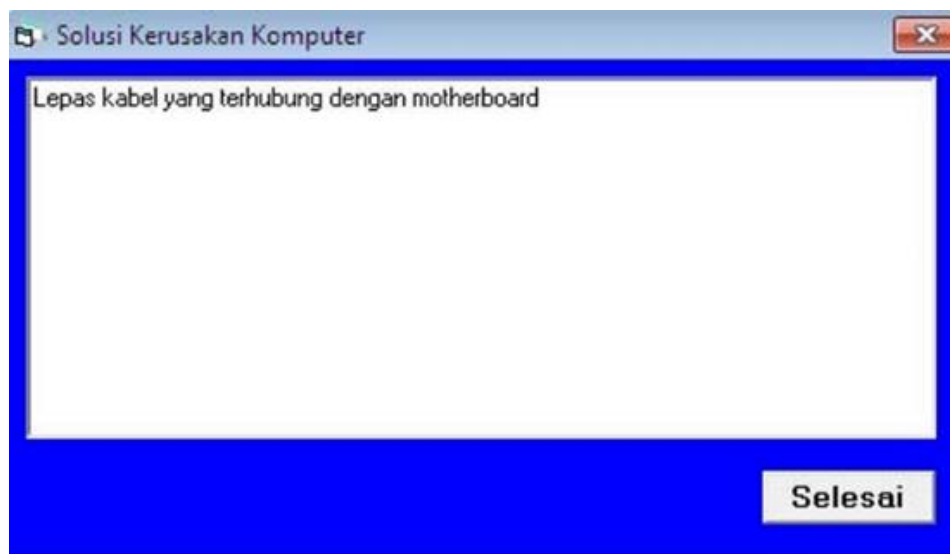 Solusi Kerusakan Komputer
Lepas kabel yang terhubung dengan motherboard
Selesai